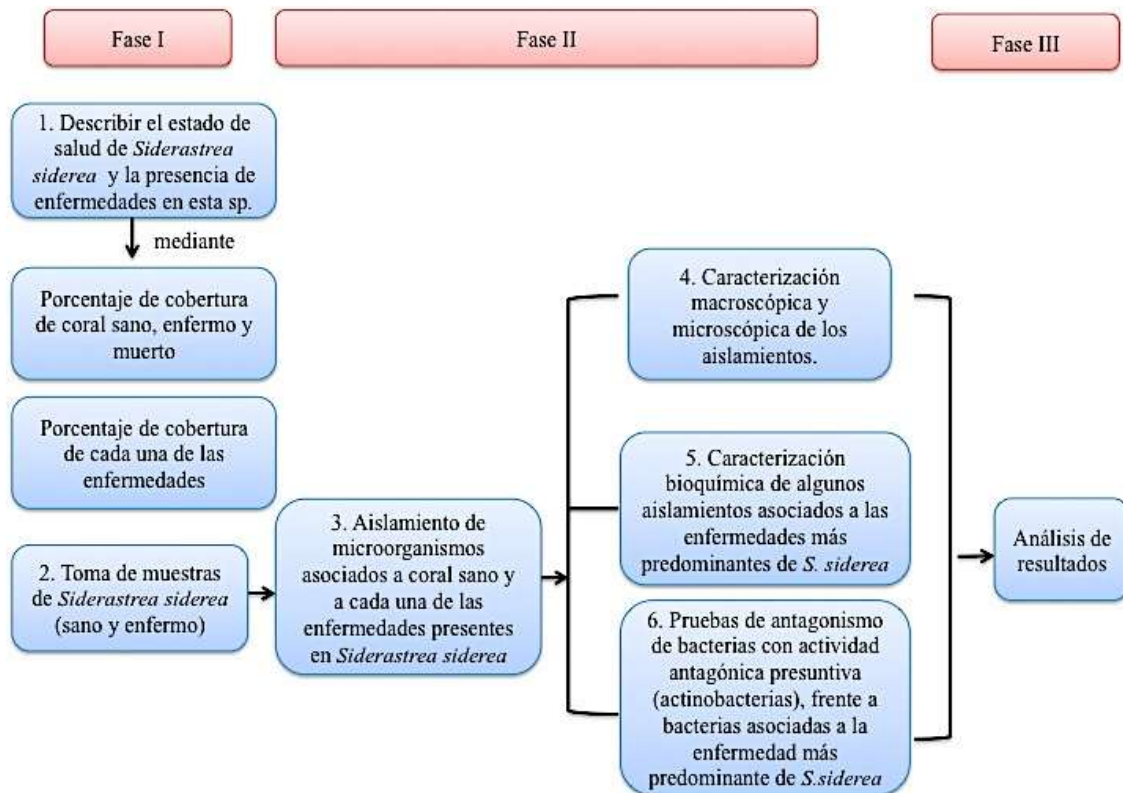 Fase I
Fase II
Fase III
1. Describir el estado de
salud de Siderastrea
siderea y la presencia de
enfermedades en esta sp.
mediante
Porcentaje de cobertura
de coral sano, enfermo y
muerto
Porcentaje de cobertura
de cada una de las
enfermedades
2. Toma de muestras
de Siderastrea siderea
(sano y enfermo)
3. Aislamiento de
microorganismos
asociados a coral sano y
a cada una de las
enfermedades presentes
en Siderastrea siderea
4. Caracterización
macroscópica y
microscópica de los
aislamientos.
5. Caracterización
bioquímica de algunos
aislamientos asociados a las
enfermedades más
predominantes de S. siderea
6. Pruebas de antagonismo
de bacterias con actividad
antagónica presuntiva
(actinobacterias), frente a
bacterias asociadas a la
enfermedad más
predominante de S.siderea
Análisis de
resultados